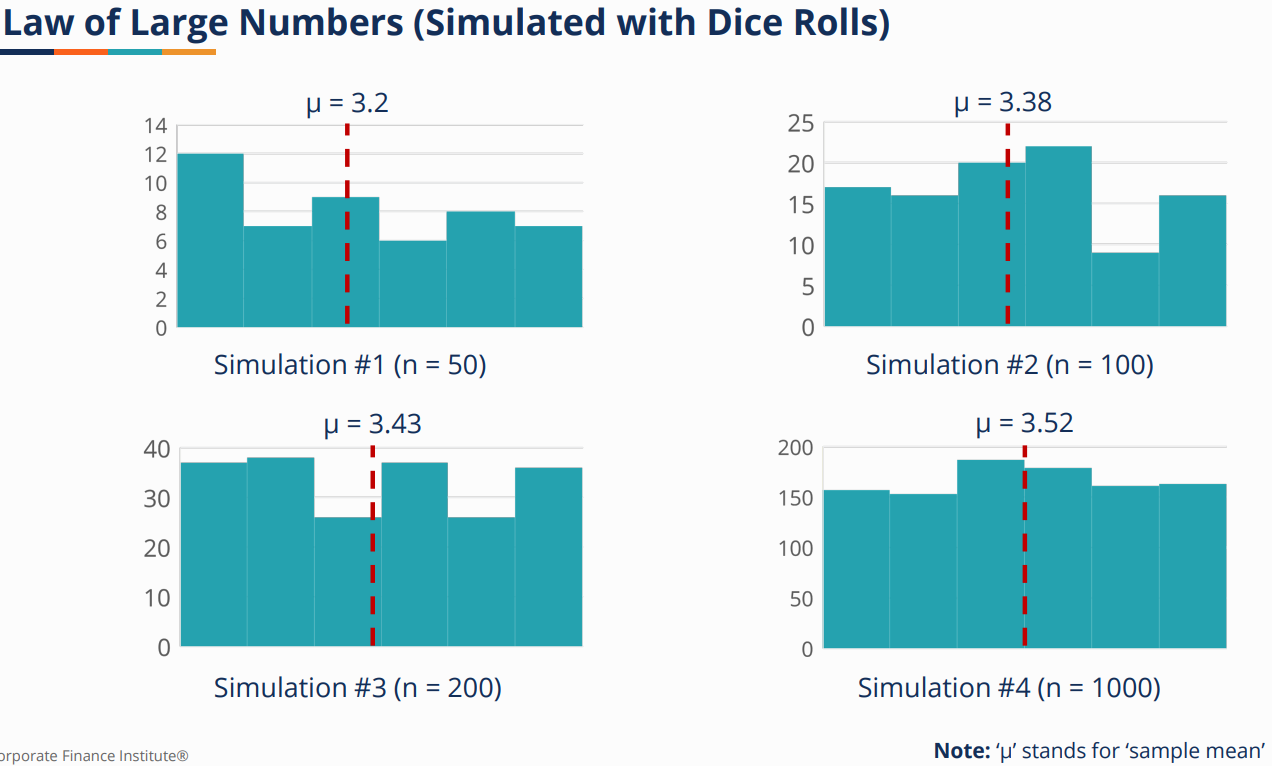 Law of Large Numbers (Simulated with Dice Rolls)
μ = 3.2
14
12
10
8
6
4
2
0
Simulation #1 (n = 50)
μ = 3.38
25
20
15
10
5
0
Simulation #2 (n = 100)
μ = 3.43
40
30
20
10
0
Simulation #3 (n = 200)
μ = 3.52
200
150
100
50
0
Simulation #4 (n = 1000)
orporate Finance Institute®
Note: ‘μ’ stands for ‘sample mean’